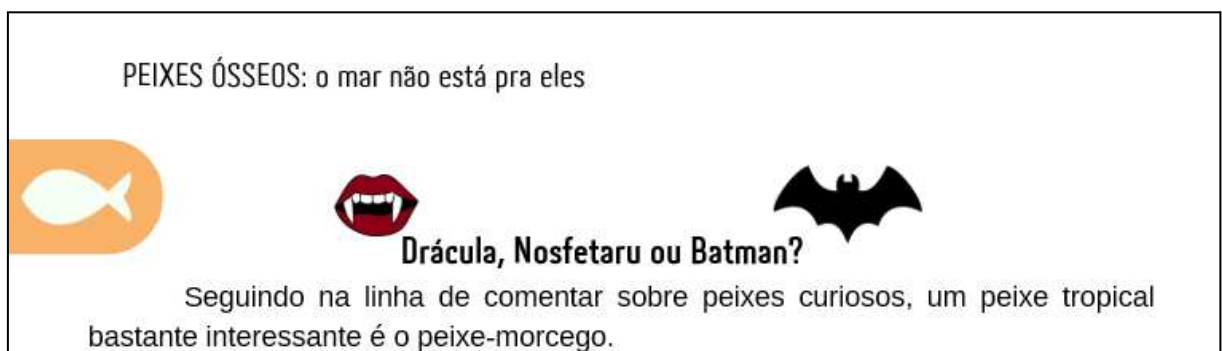 PEIXES ÓSSEOS: o mar não está pra eles
Drácula, Nosfetaru ou Batman?
Seguindo na linha de comentar sobre peixes curiosos, um peixe tropical
bastante interessante é o peixe-morcego.